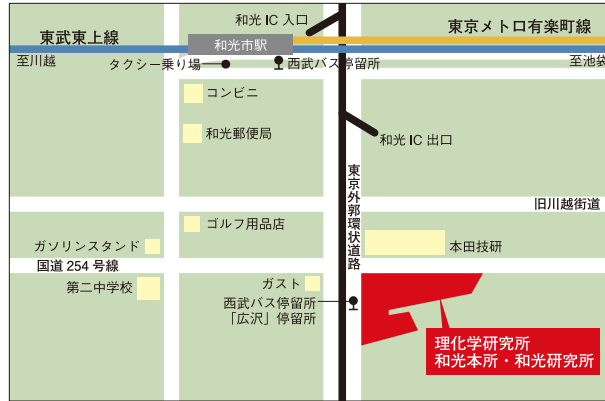 和光 IC 入口
東武東上線
東京メトロ有楽町線
和光市駅
至川越
タクシー乗り場
西武バス停留所
至池袋
コンビニ
和光郵便局
和光 IC 出口
東京外郭環状道路
旧川越街道
ゴルフ用品店
ガソリンスタンド
本田技研
国道 254 号線
第二中学校
ガスト
西武バス停留所
「広沢」停留所
理化学研究所
和光本所・和光研究所